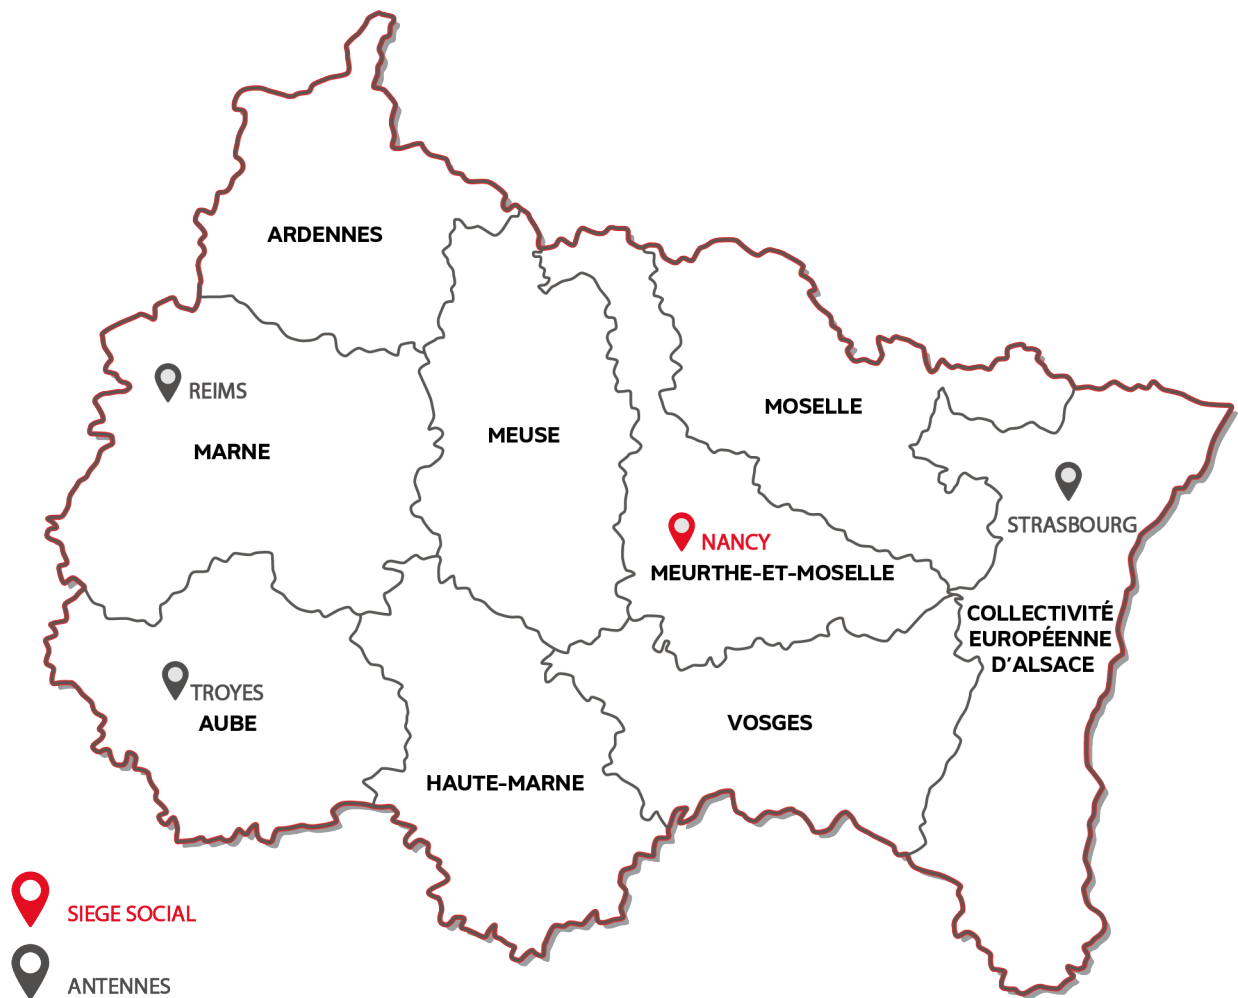 ARDENNES
REIMS
MOSELLE
MEUSE
MARNE
STRASBOURG
NANCY
MEURTHE-ET-MOSELLE
COLLECTIVITÉ
EUROPÉENNE
D'ALSACE
TROYES
AUBE
VOSGES
HAUTE-MARNE
SIEGE SOCIAL
ANTENNES